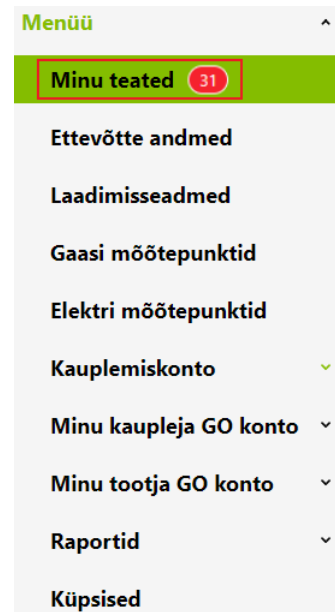 Menüü
Minu teated 31
Ettevõtte andmed
Laadimisseadmed
Gaasi mõõtepunktid
Elektri mõõtepunktid
Kauplemiskonto
Minu kaupleja GO konto
Minu tootja GO konto
Raportid
Küpsised